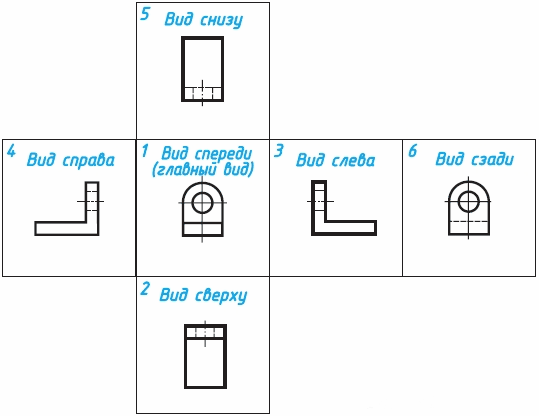 5 Вид снизу
4 Вид справа
1 Вид спереди
(главный вид)
3 Вид слева
6 Вид сзади
2 Вид сверху